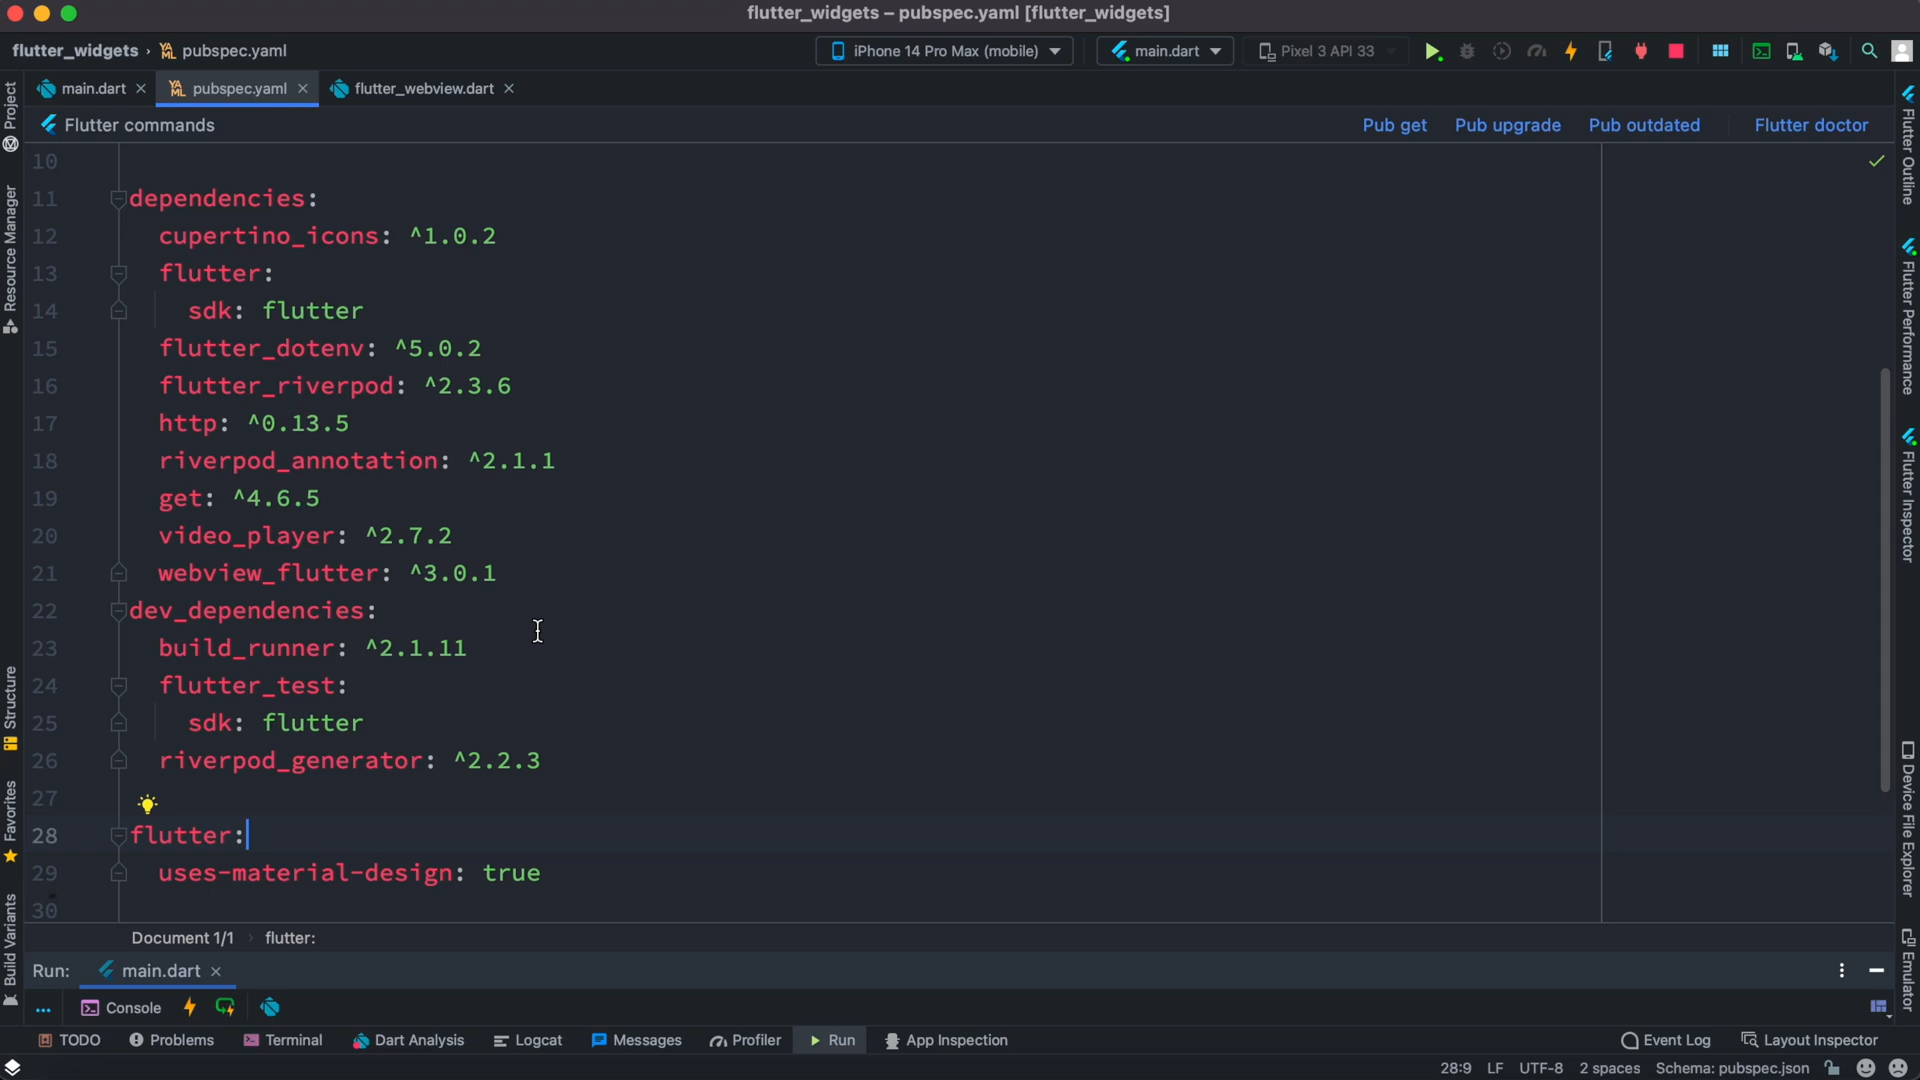 flutter_widgets – pubspec.yaml [flutter_widgets]
flutter_widgets › pubspec.yaml
iPhone 14 Pro Max (mobile)
main.dart
Pixel 3 API 33
main.dart
pubspec.yaml
flutter_webview.dart
Flutter commands
Pub get
Pub upgrade
Pub outdated
Flutter doctor
10
11 dependencies:
12 cupertino_icons: ^1.0.2
13 flutter:
14 sdk: flutter
15 flutter_dotenv: ^5.0.2
16 flutter_riverpod: ^2.3.6
17 http: ^0.13.5
18 riverpod_annotation: ^2.1.1
19 get: ^4.6.5
20 video_player: ^2.7.2
21 webview_flutter: ^3.0.1
22 dev_dependencies:
23 build_runner: ^2.1.11
24 flutter_test:
25 sdk: flutter
26 riverpod_generator: ^2.2.3
27
28 flutter:
29 uses-material-design: true
30
Document 1/1 › flutter:
Run:
main.dart
Console
TODO
Problems
Terminal
Dart Analysis
Logcat
Messages
Profiler
Run
App Inspection
Event Log
Layout Inspector
28:9
LF
UTF-8
2 spaces
Schema: pubspec.json
Project
Resource Manager
Structure
Favorites
Build Variants
Flutter Outline
Flutter Performance
Flutter Inspector
Device File Explorer
Emulator